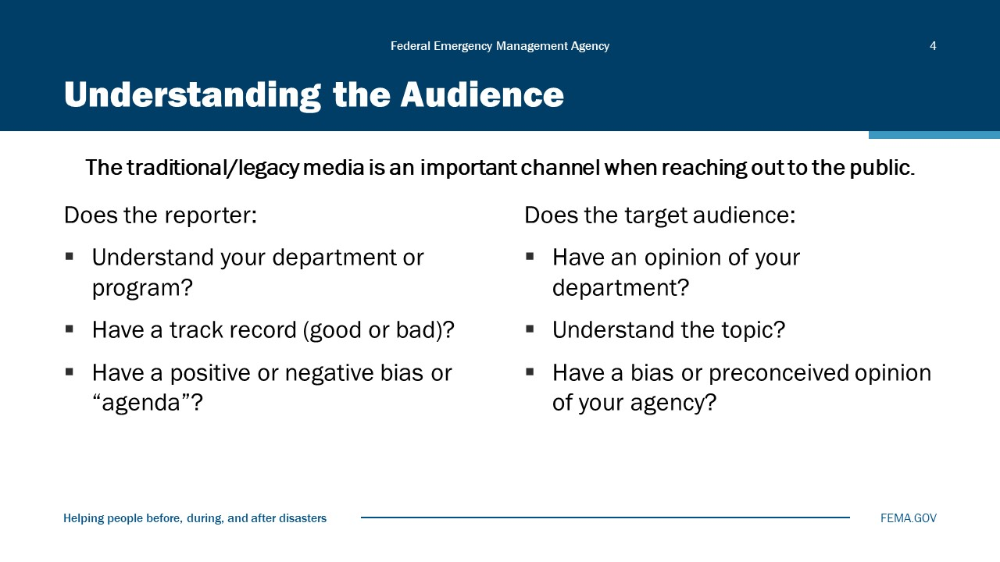 Federal Emergency Management Agency
4
Understanding the Audience
The traditional/legacy media is an important channel when reaching out to the public.
Does the reporter:
▪ Understand your department or
program?
▪ Have a track record (good or bad)?
▪ Have a positive or negative bias or
“agenda”?
Does the target audience:
▪ Have an opinion of your
department?
▪ Understand the topic?
▪ Have a bias or preconceived opinion
of your agency?
Helping people before, during, and after disasters
FEMA.GOV